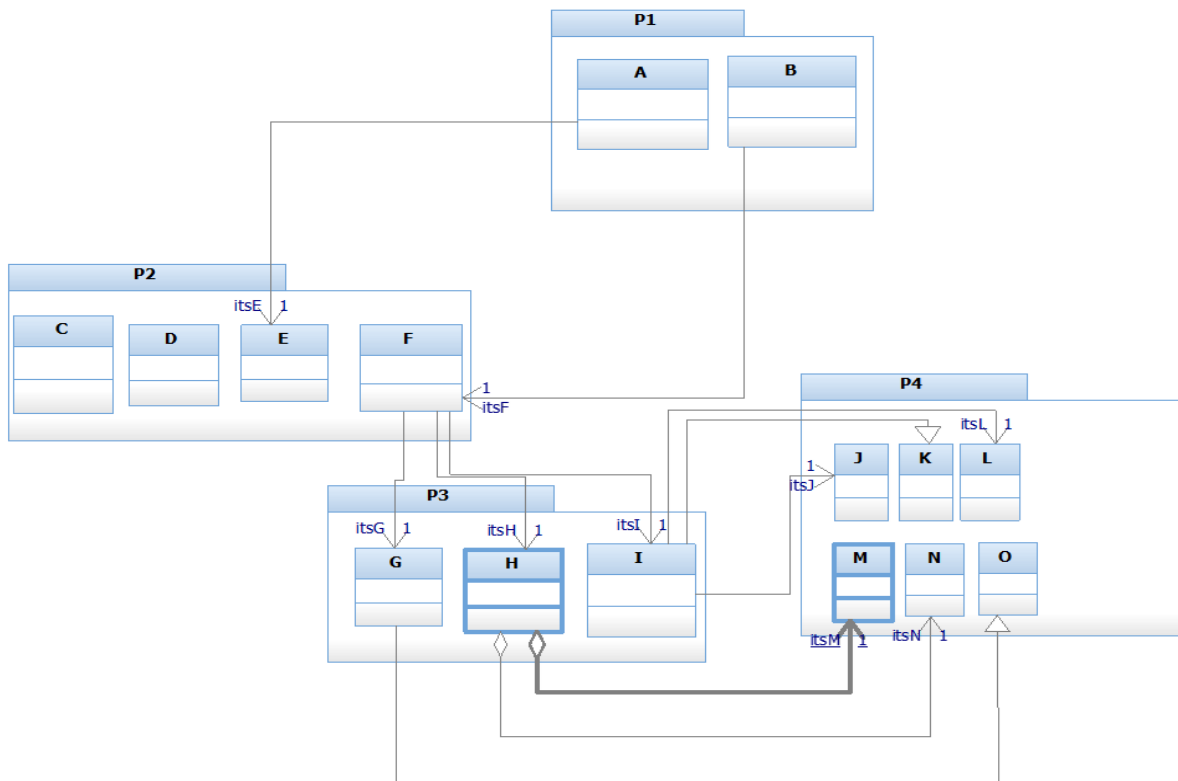 P1
A
B
P2
itsE 1
C
D
E
F
1
itsF
P4
itsL 1
J
K
L
1
itsJ
P3
itsG 1
itsH 1
itsI 1
G
H
I
M
N
O
itsM 1
itsN 1